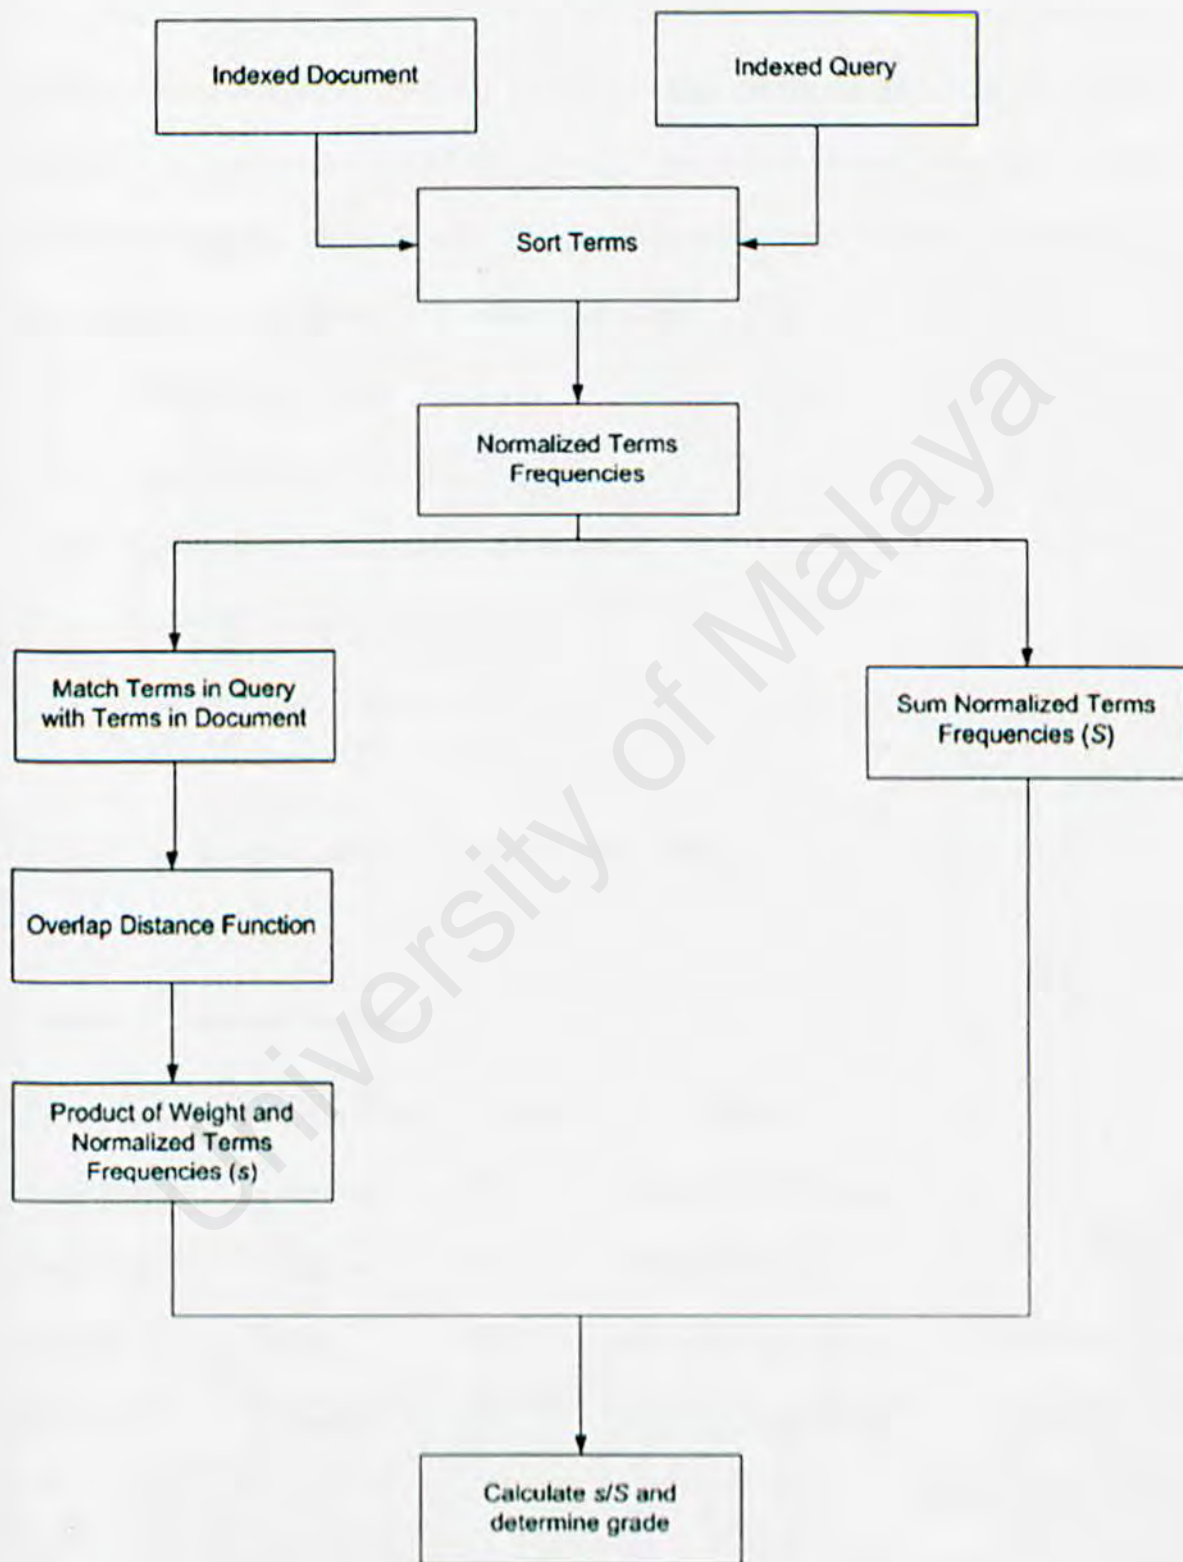 Indexed Document
Indexed Query
Sort Terms
Normalized Terms
Frequencies
Match Terms in Query
with Terms in Document
Sum Normalized Terms
Frequencies (S)
Overlap Distance Function
Product of Weight and
Normalized Terms
Frequencies (s)
Calculate s/S and
determine grade
University of Malaya